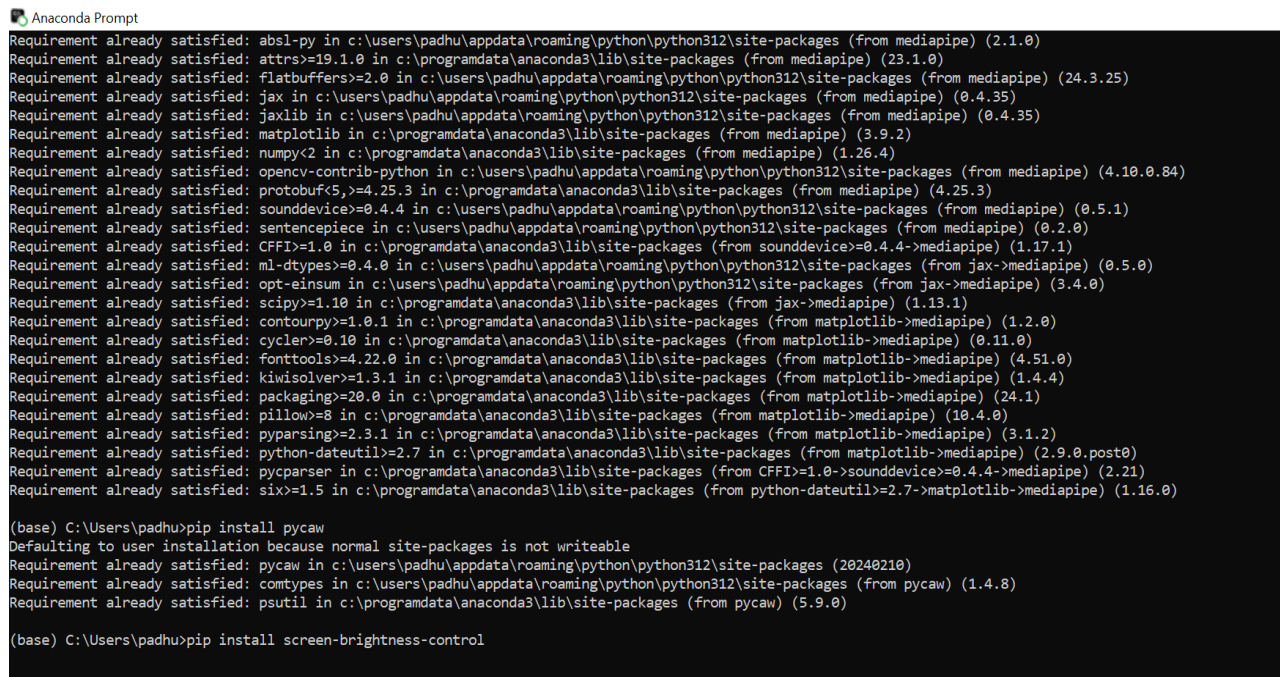 Anaconda Prompt
Requirement already satisfied: absl-py in c:\users\padhu\appdata\roaming\python\python312\site-packages (from mediapipe) (2.1.0)
Requirement already satisfied: attrs>=19.1.0 in c:\programdata\anaconda3\lib\site-packages (from mediapipe) (23.1.0)
Requirement already satisfied: flatbuffers>=2.0 in c:\users\padhu\appdata\roaming\python\python312\site-packages (from mediapipe) (24.3.25)
Requirement already satisfied: jax in c:\users\padhu\appdata\roaming\python\python312\site-packages (from mediapipe) (0.4.35)
Requirement already satisfied: jaxlib in c:\users\padhu\appdata\roaming\python\python312\site-packages (from mediapipe) (0.4.35)
Requirement already satisfied: matplotlib in c:\programdata\anaconda3\lib\site-packages (from mediapipe) (3.9.2)
Requirement already satisfied: numpy<2 in c:\programdata\anaconda3\lib\site-packages (from mediapipe) (1.26.4)
Requirement already satisfied: opencv-contrib-python in c:\users\padhu\appdata\roaming\python\python312\site-packages (from mediapipe) (4.10.0.84)
Requirement already satisfied: protobuf<5,>=4.25.3 in c:\programdata\anaconda3\lib\site-packages (from mediapipe) (4.25.3)
Requirement already satisfied: sounddevice>=0.4.4 in c:\users\padhu\appdata\roaming\python\python312\site-packages (from mediapipe) (0.5.1)
Requirement already satisfied: sentencepiece in c:\users\padhu\appdata\roaming\python\python312\site-packages (from mediapipe) (0.2.0)
Requirement already satisfied: CFFI>=1.0 in c:\programdata\anaconda3\lib\site-packages (from sounddevice>=0.4.4->mediapipe) (1.17.1)
Requirement already satisfied: ml-dtypes>=0.4.0 in c:\users\padhu\appdata\roaming\python\python312\site-packages (from jax->mediapipe) (0.5.0)
Requirement already satisfied: opt-einsum in c:\users\padhu\appdata\roaming\python\python312\site-packages (from jax->mediapipe) (3.4.0)
Requirement already satisfied: scipy>=1.10 in c:\programdata\anaconda3\lib\site-packages (from jax->mediapipe) (1.13.1)
Requirement already satisfied: contourpy>=1.0.1 in c:\programdata\anaconda3\lib\site-packages (from matplotlib->mediapipe) (1.2.0)
Requirement already satisfied: cycler>=0.10 in c:\programdata\anaconda3\lib\site-packages (from matplotlib->mediapipe) (0.11.0)
Requirement already satisfied: fonttools>=4.22.0 in c:\programdata\anaconda3\lib\site-packages (from matplotlib->mediapipe) (4.51.0)
Requirement already satisfied: kiwisolver>=1.3.1 in c:\programdata\anaconda3\lib\site-packages (from matplotlib->mediapipe) (1.4.4)
Requirement already satisfied: packaging>=20.0 in c:\programdata\anaconda3\lib\site-packages (from matplotlib->mediapipe) (24.1)
Requirement already satisfied: pillow>=8 in c:\programdata\anaconda3\lib\site-packages (from matplotlib->mediapipe) (10.4.0)
Requirement already satisfied: pyparsing>=2.3.1 in c:\programdata\anaconda3\lib\site-packages (from matplotlib->mediapipe) (3.1.2)
Requirement already satisfied: python-dateutil>=2.7 in c:\programdata\anaconda3\lib\site-packages (from matplotlib->mediapipe) (2.9.0.post0)
Requirement already satisfied: pycparser in c:\programdata\anaconda3\lib\site-packages (from CFFI>=1.0->sounddevice>=0.4.4->mediapipe) (2.21)
Requirement already satisfied: six>=1.5 in c:\programdata\anaconda3\lib\site-packages (from python-dateutil>=2.7->matplotlib->mediapipe) (1.16.0)
(base) C:\Users\padhu>pip install pycaw
Defaulting to user installation because normal site-packages is not writeable
Requirement already satisfied: pycaw in c:\users\padhu\appdata\roaming\python\python312\site-packages (20240210)
Requirement already satisfied: comtypes in c:\users\padhu\appdata\roaming\python\python312\site-packages (from pycaw) (1.4.8)
Requirement already satisfied: psutil in c:\programdata\anaconda3\lib\site-packages (from pycaw) (5.9.0)
(base) C:\Users\padhu>pip install screen-brightness-control